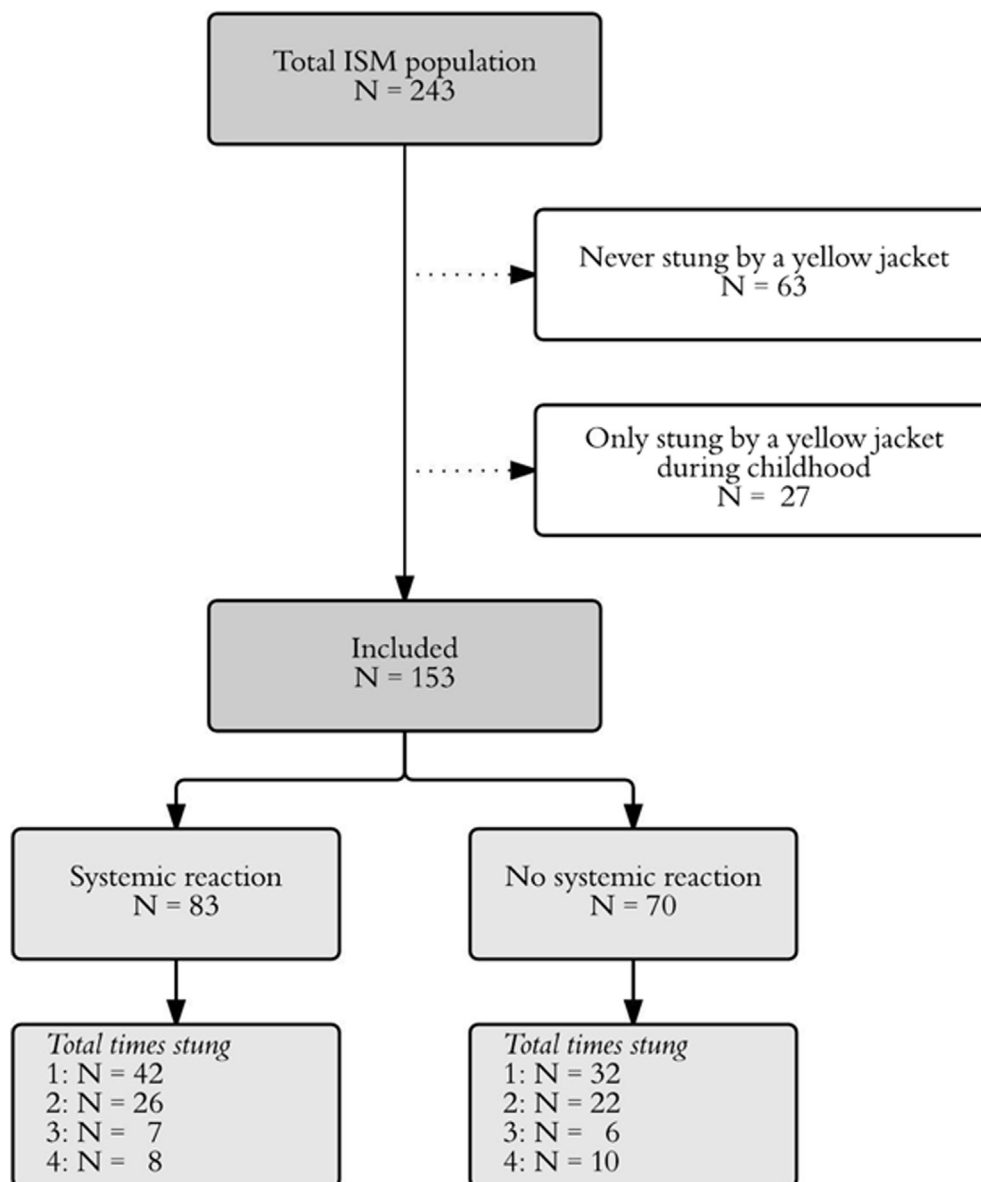 Total ISM population
N = 243
Never stung by a yellow jacket
N = 63
Only stung by a yellow jacket
during childhood
N = 27
Included
N = 153
Systemic reaction
N = 83
No systemic reaction
N = 70
Total times stung
1: N = 42
2: N = 26
3: N = 7
4: N = 8
Total times stung
1: N = 32
2: N = 22
3: N = 6
4: N = 10